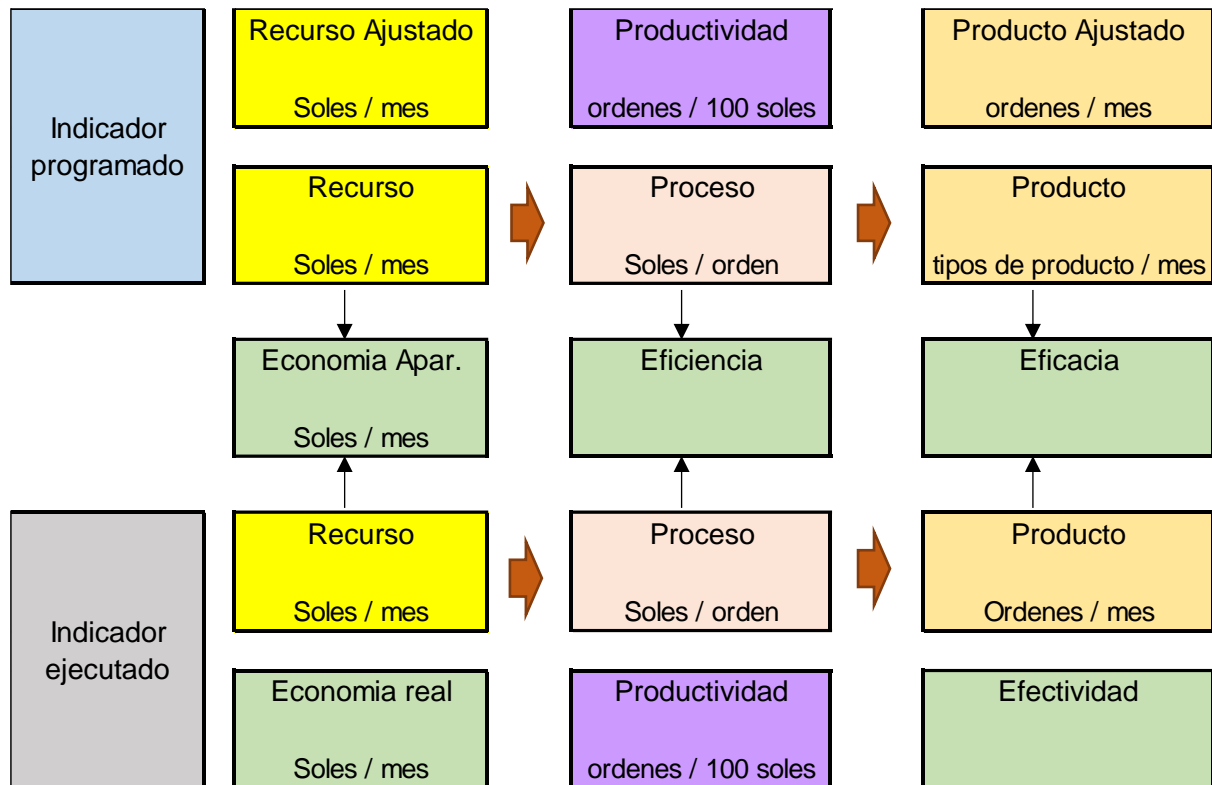 Recurso Ajustado
Productividad
Producto Ajustado
Soles / mes
ordenes / 100 soles
ordenes / mes
Indicador
programado
Recurso
Proceso
Producto
Soles / mes
Soles / orden
tipos de producto / mes
Economia Apar.
Eficiencia
Eficacia
Soles / mes
Recurso
Proceso
Producto
Soles / mes
Soles / orden
Ordenes / mes
Indicador
ejecutado
Economia real
Productividad
Efectividad
Soles / mes
ordenes / 100 soles